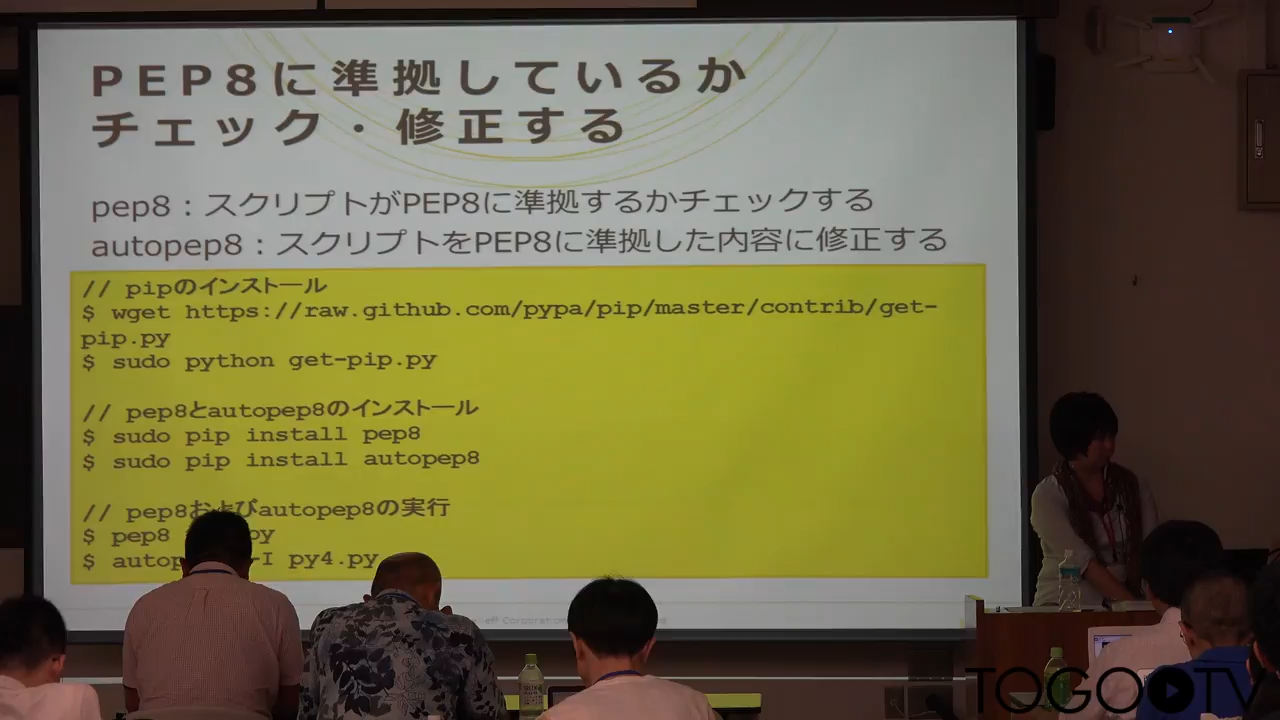 PEP8に準拠しているか
チェック・修正する
pep8：スクリプトがPEP8に準拠するかチェックする
autopep8：スクリプトをPEP8に準拠した内容に修正する
// pipのインストール
$ wget https://raw.github.com/pypa/pip/master/contrib/get-
pip.py
$ sudo python get-pip.py
// pep8とautopep8のインストール
$ sudo pip install pep8
$ sudo pip install autopep8
// pep8およびautopep8の実行
$ pep8
$ autop -I py4.py
TOGOTV